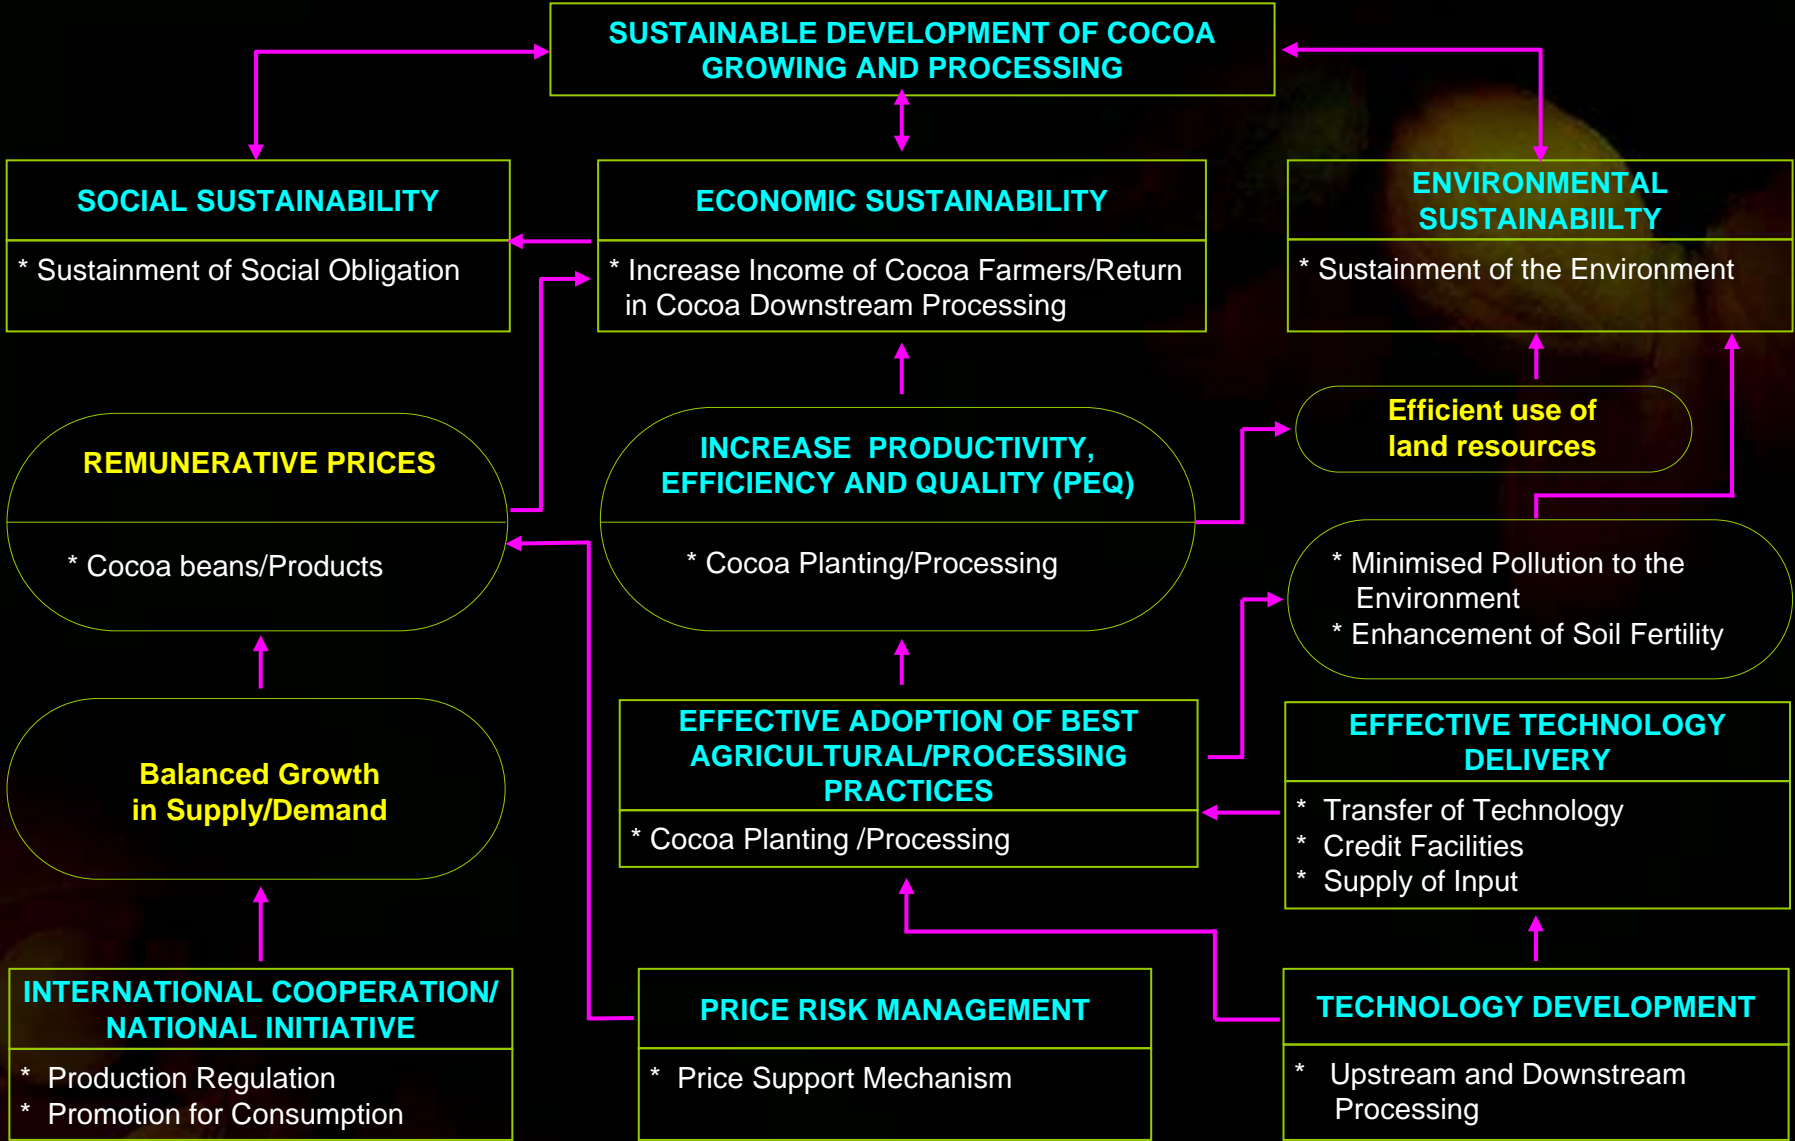 SUSTAINABLE DEVELOPMENT OF COCOA
GROWING AND PROCESSING
SOCIAL SUSTAINABILITY
* Sustainment of Social Obligation
ECONOMIC SUSTAINABILITY
* Increase Income of Cocoa Farmers/Return
in Cocoa Downstream Processing
ENVIRONMENTAL
SUSTAINABIILTY
* Sustainment of the Environment
REMUNERATIVE PRICES
* Cocoa beans/Products
INCREASE PRODUCTIVITY,
EFFICIENCY AND QUALITY (PEQ)
* Cocoa Planting/Processing
Efficient use of
land resources
* Minimised Pollution to the
Environment
* Enhancement of Soil Fertility
Balanced Growth
in Supply/Demand
EFFECTIVE ADOPTION OF BEST
AGRICULTURAL/PROCESSING
PRACTICES
* Cocoa Planting /Processing
EFFECTIVE TECHNOLOGY
DELIVERY
* Transfer of Technology
* Credit Facilities
* Supply of Input
INTERNATIONAL COOPERATION/
NATIONAL INITIATIVE
* Production Regulation
* Promotion for Consumption
PRICE RISK MANAGEMENT
* Price Support Mechanism
TECHNOLOGY DEVELOPMENT
* Upstream and Downstream
Processing